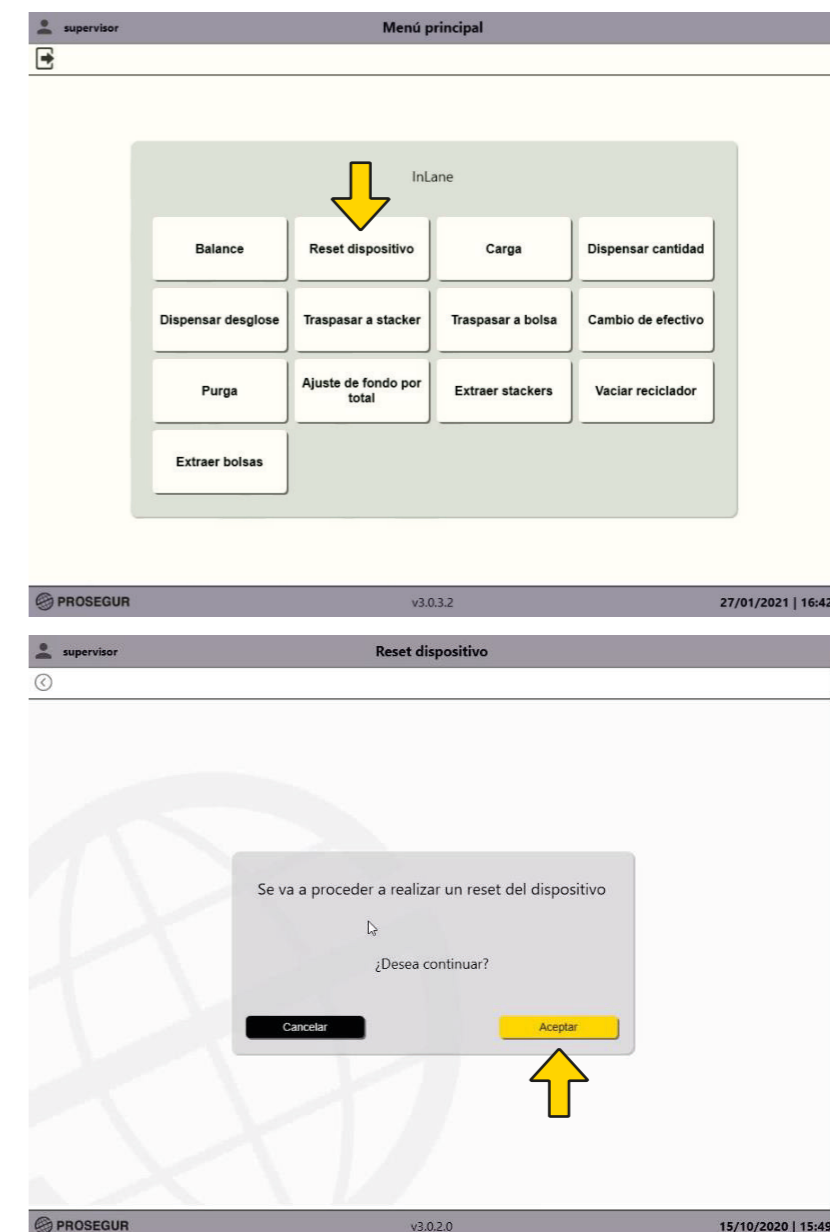 supervisor
Menú principal
InLane
Balance
Reset dispositivo
Carga
Dispensar cantidad
Dispensar desglose
Traspasar a stacker
Traspasar a bolsa
Cambio de efectivo
Purga
Ajuste de fondo por
total
Extraer stackers
Vaciar reciclador
Extraer bolsas
PROSEGUR
v3.0.3.2
27/01/2021 | 16:42
supervisor
Reset dispositivo
Se va a proceder a realizar un reset del dispositivo
¿Desea continuar?
Cancelar
Aceptar
PROSEGUR
v3.0.2.0
15/10/2020 | 15:49